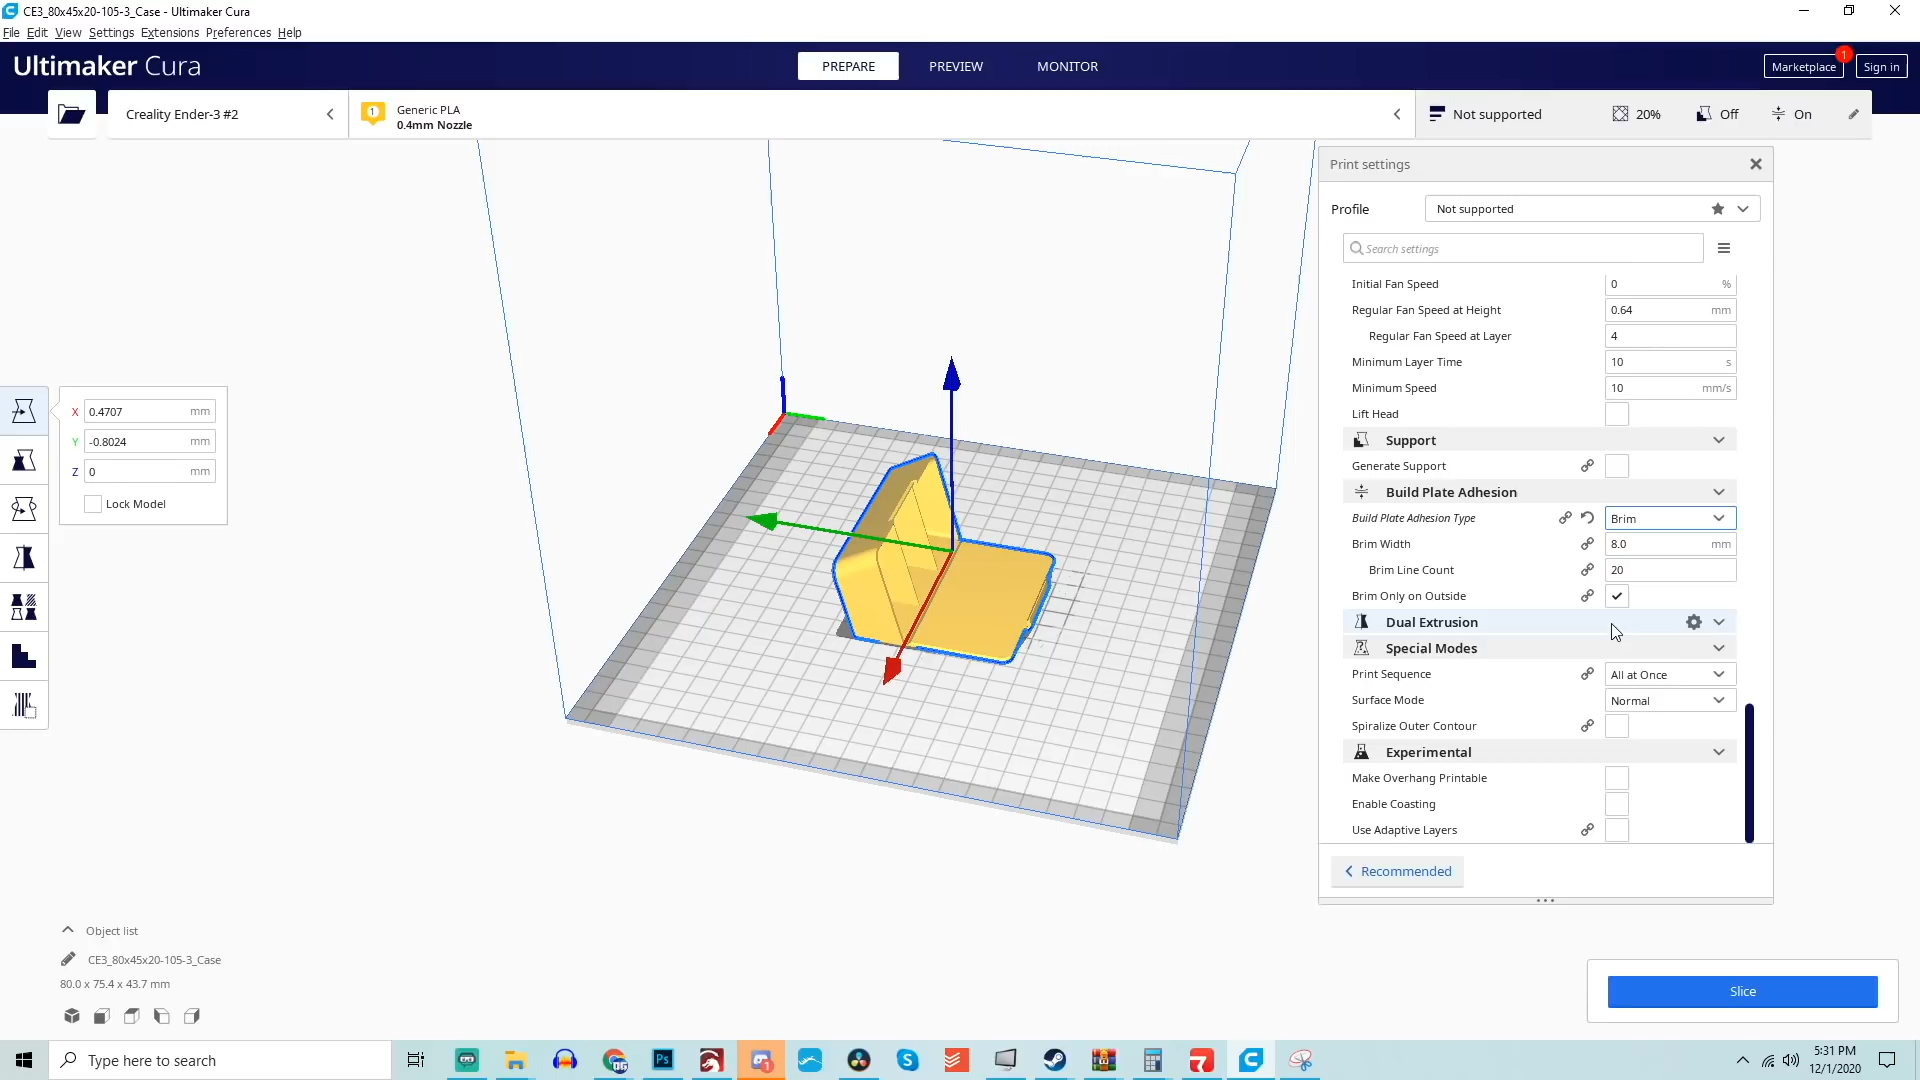 CE3_80x45x20-105-3_Case - Ultimaker Cura
File Edit View Settings Extensions Preferences Help
Ultimaker Cura
PREPARE
PREVIEW
MONITOR
Marketplace
1
Sign in
Creality Ender-3 #2
1
Generic PLA
0.4mm Nozzle
Not supported
20%
Off
On
Print settings
Profile
Not supported
Search settings
Initial Fan Speed 0 %
Regular Fan Speed at Height 0.64 mm
Regular Fan Speed at Layer 4
Minimum Layer Time 10 s
Minimum Speed 10 mm/s
Lift Head
Support
Generate Support
Build Plate Adhesion
Build Plate Adhesion Type Brim
Brim Width 8.0 mm
Brim Line Count 20
Brim Only on Outside
Dual Extrusion
Special Modes
Print Sequence All at Once
Surface Mode Normal
Spiralize Outer Contour
Experimental
Make Overhang Printable
Enable Coasting
Use Adaptive Layers
Recommended
X 0.4707 mm
Y -0.8024 mm
Z 0 mm
Lock Model
Object list
CE3_80x45x20-105-3_Case
80.0 x 75.4 x 43.7 mm
Slice
Type here to search
5:31 PM
12/1/2020